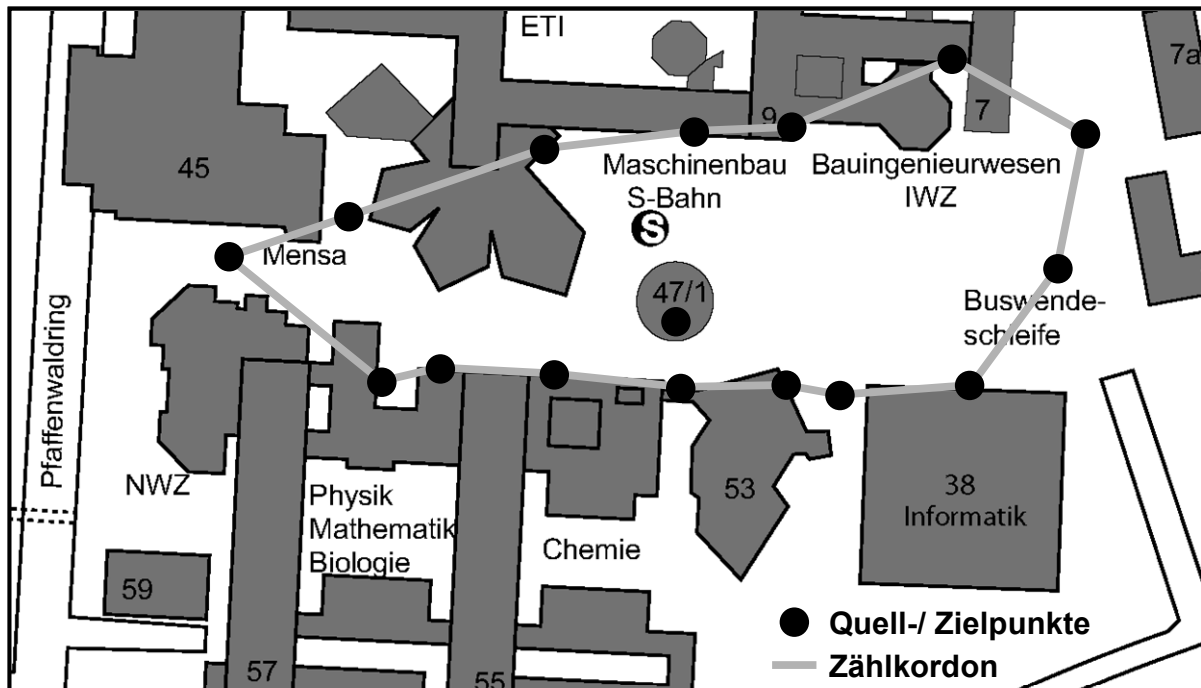 ETI
7a
9
7
45
Maschinenbau
S-Bahn
Bauingenieurwesen
IWZ
S
Mensa
47/1
Buswende-
schleife
Pfaffenwaldring
NWZ
Physik
Mathematik
Biologie
Chemie
53
38
Informatik
59
57
55
Quell-/ Zielpunkte
Zählkordon